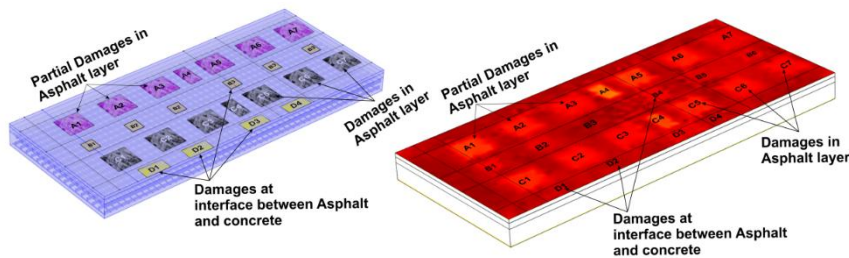 Partial Damages in
Asphalt layer
A1
A2
A3
A4
A5
A6
A7
B1
B2
B3
D1
D2
D3
D4
Damages in
Asphalt layer
Damages at
interface between Asphalt
and concrete
Partial Damages in
Asphalt layer
A1
A2
A3
A4
A5
A6
A7
B1
B2
B3
C1
C2
C3
C4
C5
C6
C7
D1
D2
D3
D4
Damages in
Asphalt layer
Damages at
interface between Asphalt
and concrete